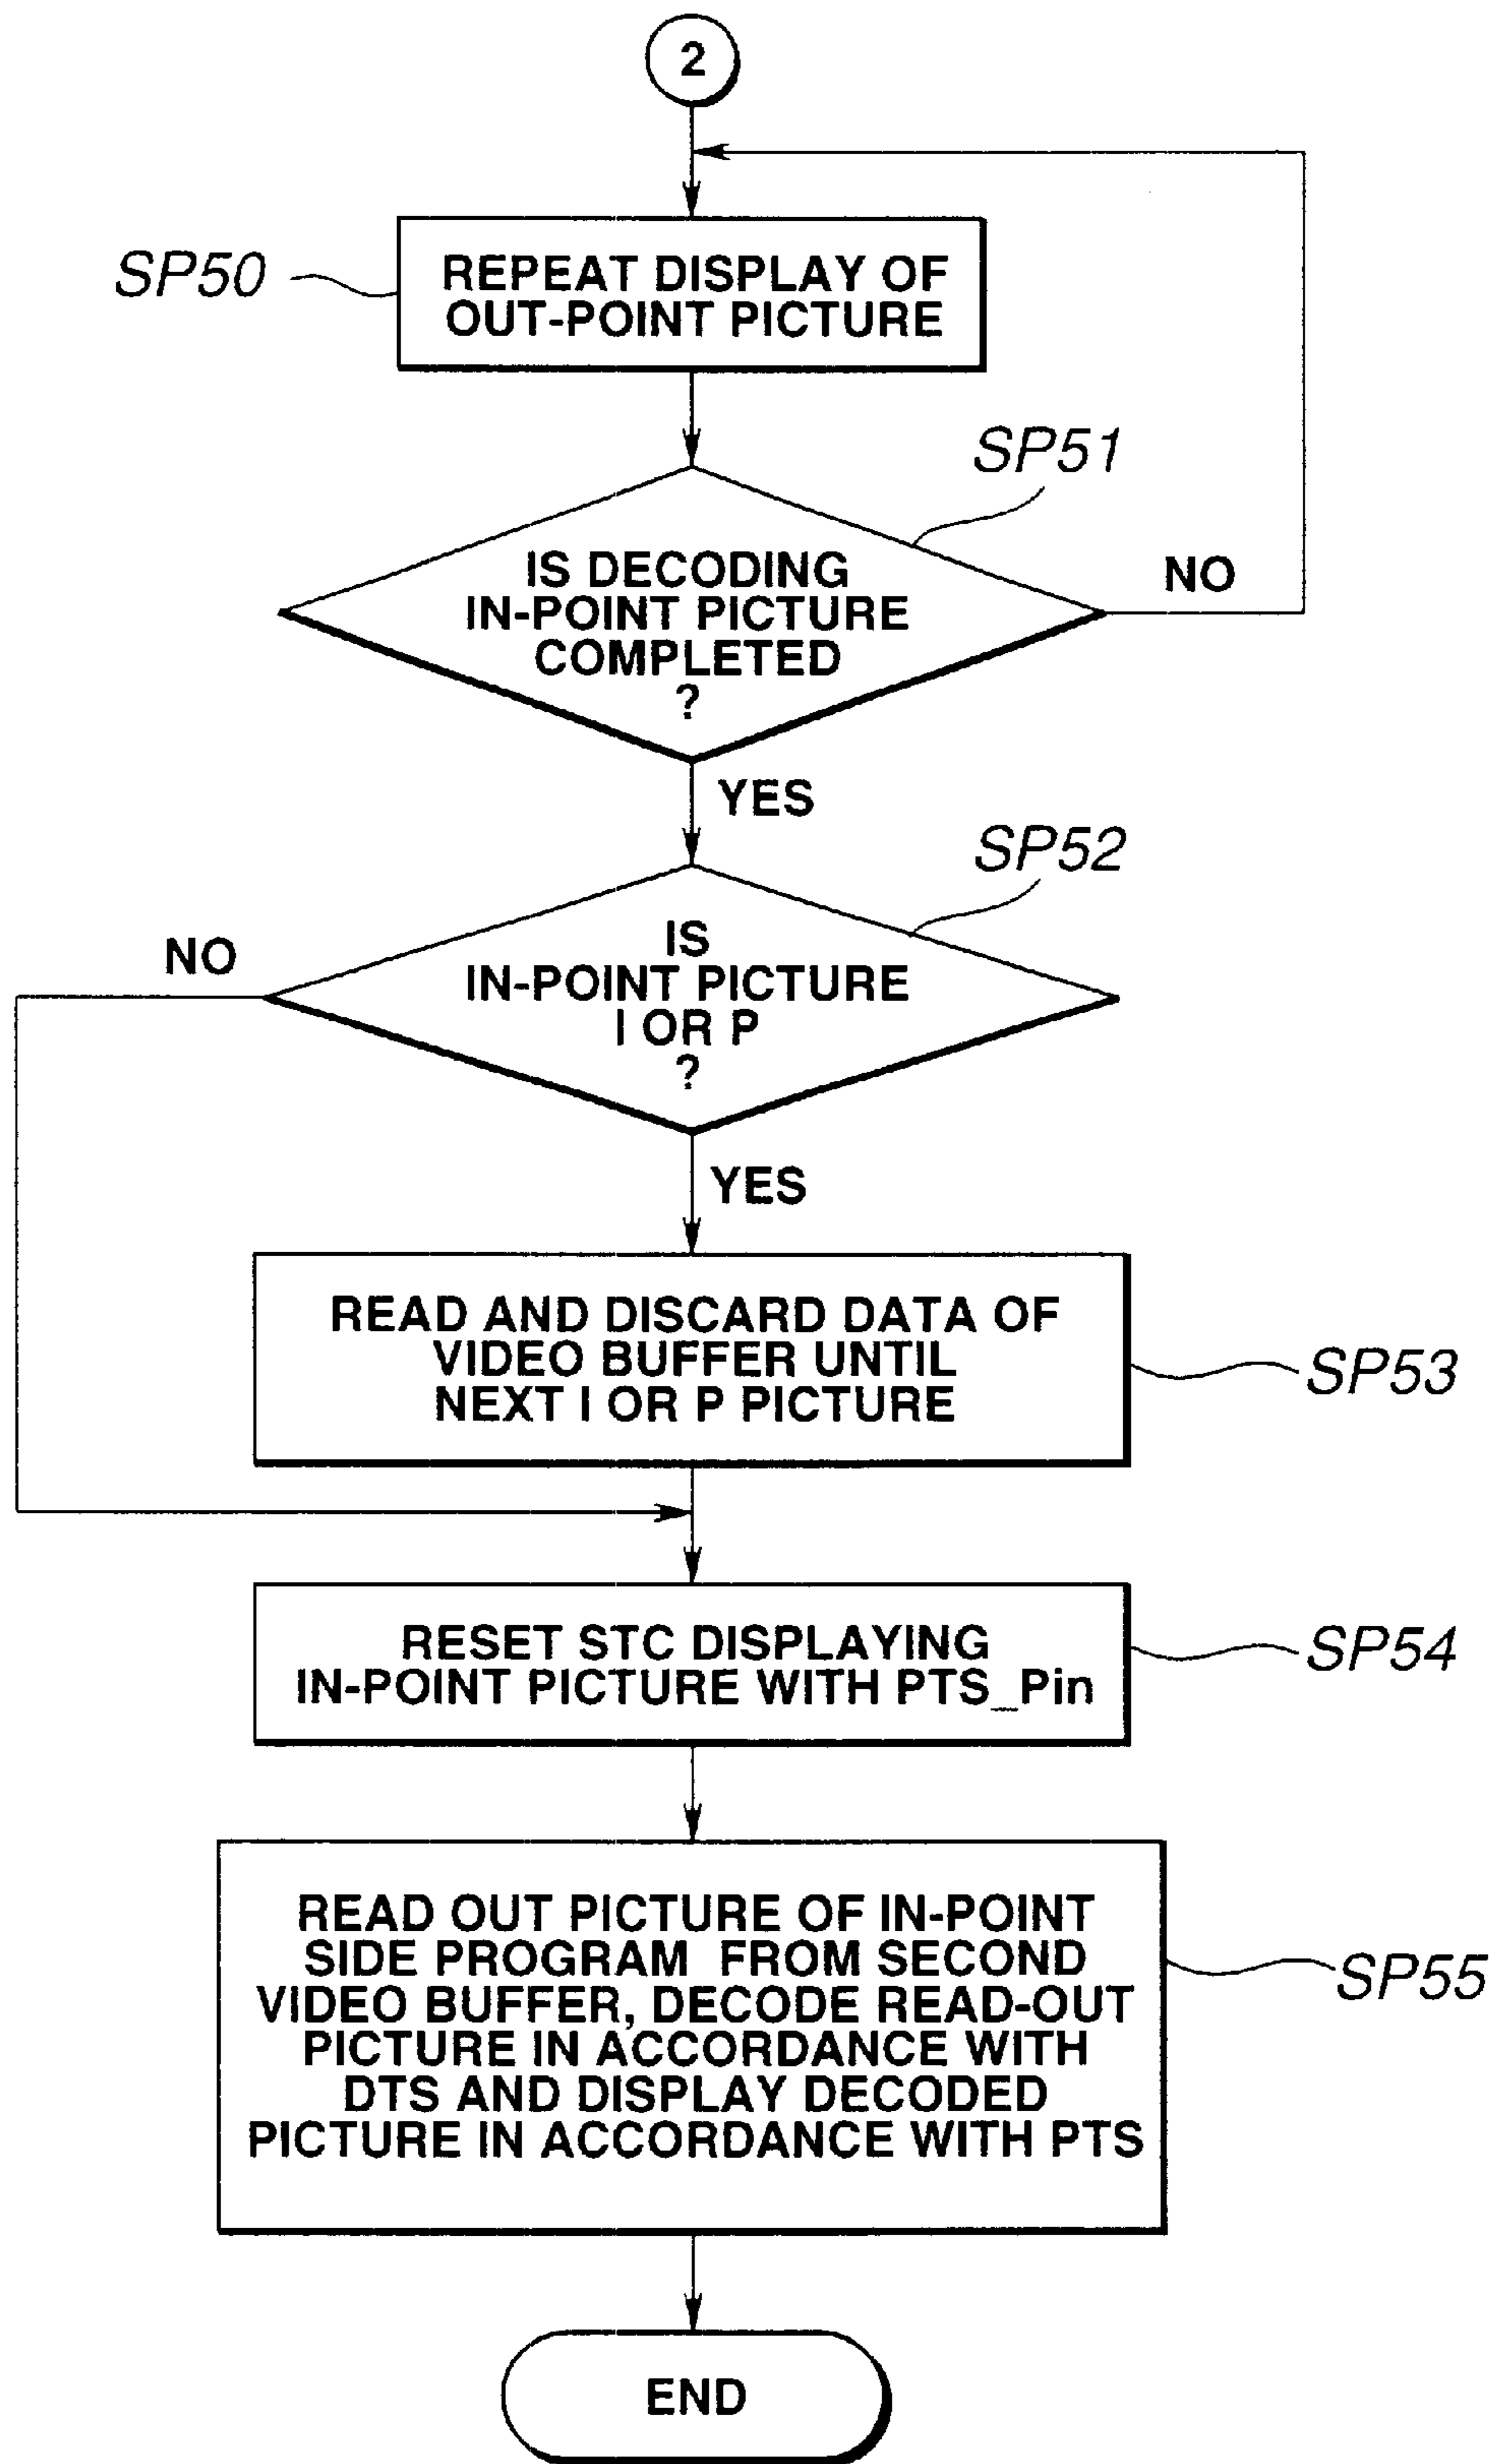 2
SP50
REPEAT DISPLAY OF
OUT-POINT PICTURE
SP51
IS DECODING
IN-POINT PICTURE
COMPLETED
?
NO
YES
SP52
NO
IS
IN-POINT PICTURE
I OR P
?
YES
READ AND DISCARD DATA OF
VIDEO BUFFER UNTIL
NEXT I OR P PICTURE
SP53
RESET STC DISPLAYING
IN-POINT PICTURE WITH PTS_Pin
SP54
READ OUT PICTURE OF IN-POINT
SIDE PROGRAM FROM SECOND
VIDEO BUFFER, DECODE READ-OUT
PICTURE IN ACCORDANCE WITH
DTS AND DISPLAY DECODED
PICTURE IN ACCORDANCE WITH PTS
SP55
END